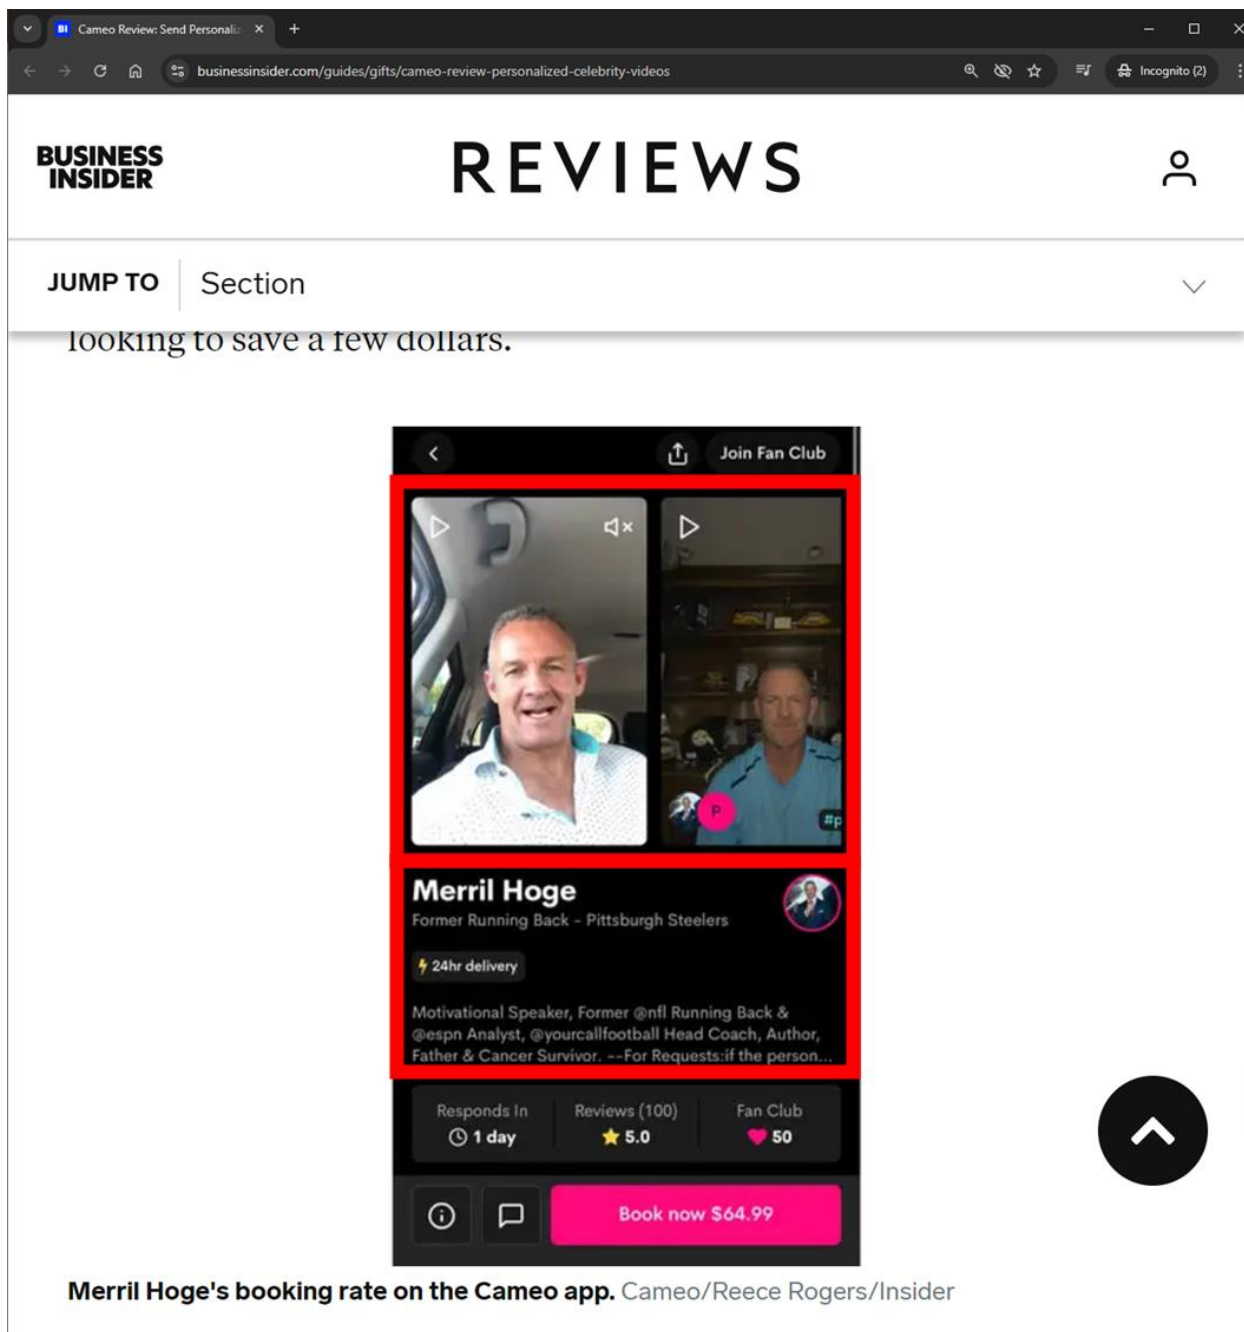 Cameo Review: Send Personaliz
businessinsider.com/guides/gifts/cameo-review-personalized-celebrity-videos
Incognito (2)
BUSINESS
INSIDER
REVIEWS
JUMP TO
Section
looking to save a few dollars.
Join Fan Club
P
#p
Merril Hoge
Former Running Back - Pittsburgh Steelers
24hr delivery
Motivational Speaker, Former @nfl Running Back &
@espn Analyst, @yourcallfootball Head Coach, Author,
Father & Cancer Survivor. --For Requests:if the person...
Responds In Reviews (100) Fan Club
1 day 5.0 50
Book now $64.99
Merril Hoge's booking rate on the Cameo app. Cameo/Reece Rogers/Insider